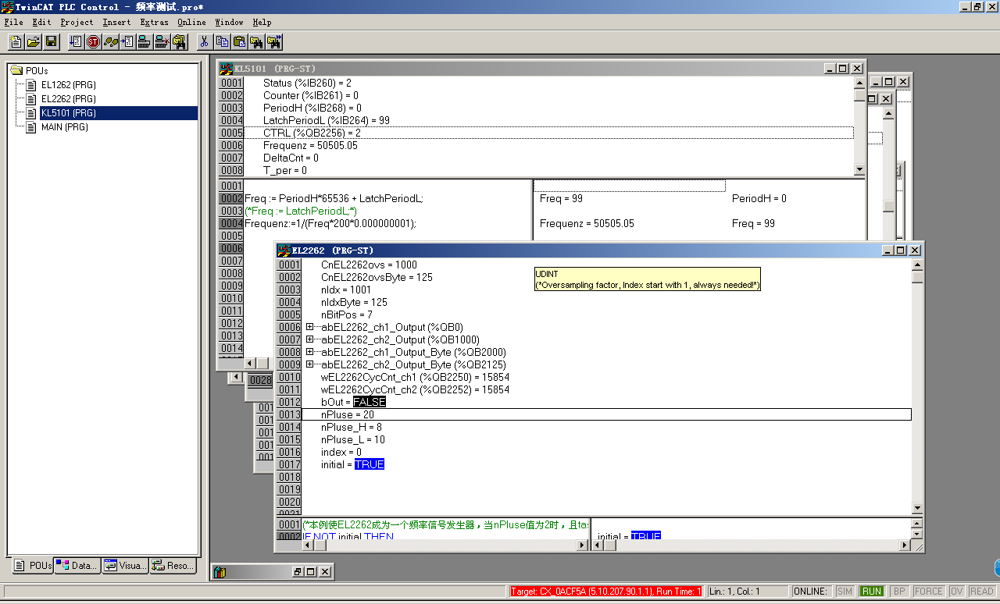 TwinCAT PLC Control - 频率测试.pro*
File Edit Project Insert Extras Online Window Help
POUs
EL1262 (PRG)
EL2262 (PRG)
KL5101 (PRG)
MAIN (PRG)
KL5101 (PRG-ST)
0001 Status (%IB260) = 2
0002 Counter (%IB261) = 0
0003 PeriodH (%IB268) = 0
0004 LatchPeriodL (%IB264) = 99
0005 CTRL (%QB2256) = 2
0006 Frequenz = 50505.05
0007 DeltaCnt = 0
0008 T_per = 0
0001
0002 Freq := PeriodH*65536 + LatchPeriodL; Freq = 99 PeriodH = 0
0003 (*Freq := LatchPeriodL;*)
0004 Frequenz:=1/(Freq*200*0.000000001); Frequenz = 50505.05 Freq = 99
0005
0006
0007
0008
0009
0010
0011
0012
0013
0014
0028
001
001
001
001
001
EL2262 (PRG-ST)
0001 CnEL2262ovs = 1000
0002 CnEL2262ovsByte = 125
0003 nIdx = 1001
0004 nIdxByte = 125
0005 nBitPos = 7
0006 abEL2262_ch1_Output (%QB0)
0007 abEL2262_ch2_Output (%QB1000)
0008 abEL2262_ch1_Output_Byte (%QB2000)
0009 abEL2262_ch2_Output_Byte (%QB2125)
0010 wEL2262CycCnt_ch1 (%QB2250) = 15854
0011 wEL2262CycCnt_ch2 (%QB2252) = 15854
0012 bOut = FALSE
0013 nPluse = 20
0014 nPluse_H = 8
0015 nPluse_L = 10
0016 index = 0
0017 initial = TRUE
0018
0019
0020
0021
UDINT
(*Oversampling factor, Index start with 1, always needed!*)
0001 (*本例使EL2262成为一个频率信号发生器，当nPluse值为2时，且tas
0002 IF NOT initial THEN initial = TRUE
POUs Data... Visua... Reso...
Target: CX_0ACF5A (5.10.207.90.1.1), Run Time: 1 Lin.: 1, Col.: 1 ONLINE: SIM RUN BP FORCE OV READ